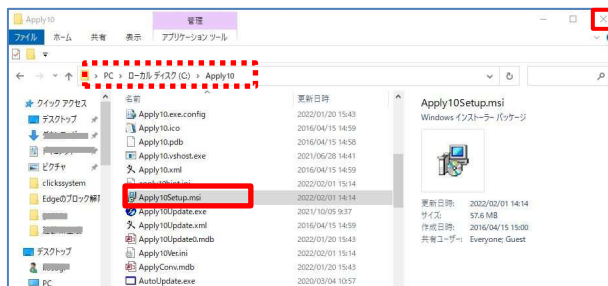 Apply10
管理
ファイル ホーム 共有 表示 アプリケーション ツール
PC › ローカル ディスク (C:) › Apply10
クイック アクセス
デスクトップ
ピクチャ
clickssystem
Edgeのブロック解
デスクトップ
PC
名前 更新日時
Apply10.exe.config 2022/01/20 15:43
Apply10.ico 2016/04/15 14:59
Apply10.pdb 2016/04/15 14:58
Apply10.vshost.exe 2021/06/28 14:41
Apply10.xml 2016/04/15 14:59
2022/02/01 15:14
Apply10Setup.msi 2022/02/01 14:14
Apply10Update.exe 2021/10/05 9:37
Apply10Update.xml 2016/04/15 14:59
Apply10Update0.mdb 2022/01/20 15:43
Apply10Ver.ini 2022/02/01 15:14
ApplyConv.mdb 2022/01/20 15:43
AutoUpdate.exe 2020/03/04 10:57
Apply10Setup.msi
Windows インストーラー パッケージ
更新日時: 2022/02/01 14:14
サイズ: 57.6 MB
作成日時: 2016/04/15 15:00
共有ユーザー: Everyone; Guest